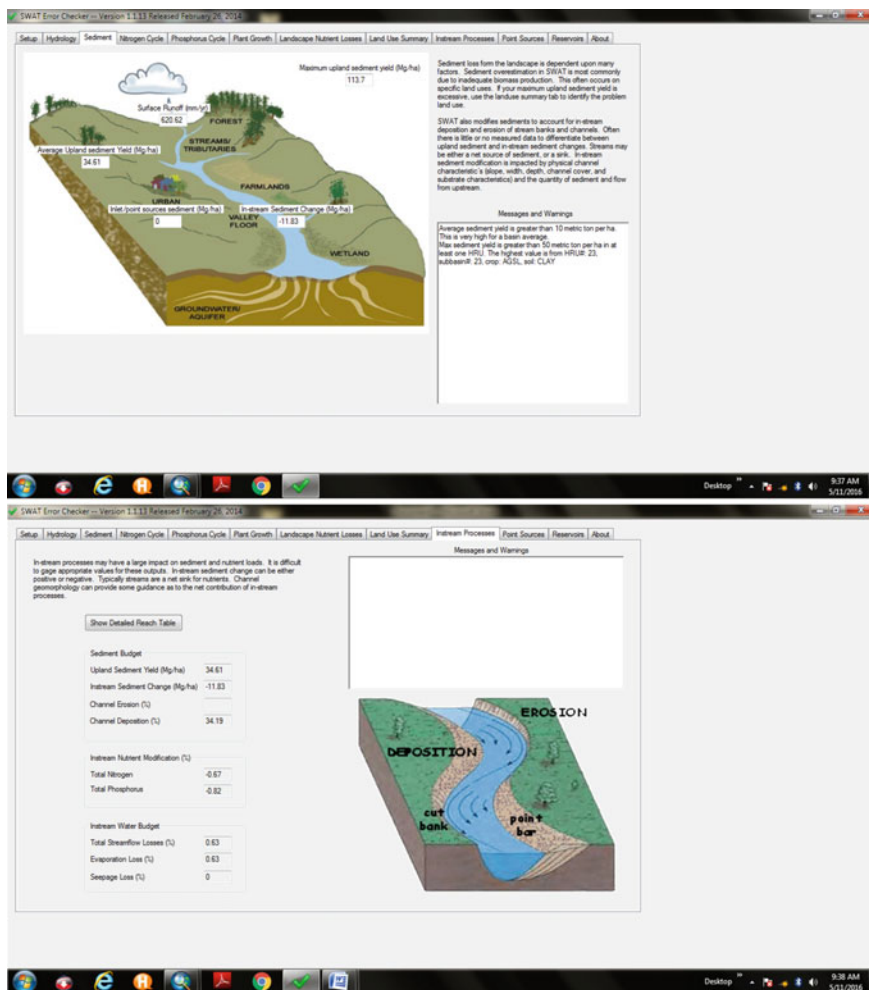 SWAT Error Checker -- Version 1.1.13 Released February 26, 2014
Setup Hydrology Sediment Nitrogen Cycle Phosphorus Cycle Plant Growth Landscape Nutrient Losses Land Use Summary Instream Processes Point Sources Reservoirs About
Maximum upland sediment yield (Mg/ha)
113.7
Surface Runoff (mm/yr)
620.62
FOREST
STREAMS/
TRIBUTARIES
Average Upland sediment Yield (Mg/ha)
34.61
FARMLANDS
URBAN
Inlet/point sources sediment (Mg/ha)
0
In-stream Sediment Change (Mg/ha)
-11.83
VALLEY
FLOOR
WETLAND
GROUNDWATER/
AQUIFER
Sediment loss form the landscape is dependent upon many
factors. Sediment overestimation in SWAT is most commonly
due to inadequate biomass production. This often occurs on
specific land uses. If your maximum upland sediment yield is
excessive, use the landuse summary tab to identify the problem
land use.
SWAT also modifies sediments to account for in-stream
deposition and erosion of stream banks and channels. Often
there is little or no measured data to differentiate between
upland sediment and in-stream sediment changes. Streams may
be either a net source of sediment, or a sink. In-stream
sediment modification is impacted by physical channel
characteristic's (slope, width, depth, channel cover, and
substrate characteristics) and the quantity of sediment and flow
from upstream.
Messages and Warnings
Average sediment yield is greater than 10 metric ton per ha.
This is very high for a basin average.
Max sediment yield is greater than 50 metric ton per ha in at
least one HRU. The highest value is from HRU#: 23,
subbasin#: 23, crop: AGSL, soil: CLAY
Desktop
9:37 AM
5/11/2016
SWAT Error Checker -- Version 1.1.13 Released February 26, 2014
Setup Hydrology Sediment Nitrogen Cycle Phosphorus Cycle Plant Growth Landscape Nutrient Losses Land Use Summary Instream Processes Point Sources Reservoirs About
In-stream processes may have a large impact on sediment and nutrient loads. It is difficult
to gage appropriate values for these outputs. In-stream sediment change can be either
positive or negative. Typically streams are a net sink for nutrients. Channel
geomorphology can provide some guidance as to the net contribution of in-stream
processes.
Show Detailed Reach Table
Sediment Budget
Upland Sediment Yield (Mg/ha) 34.61
Instream Sediment Change (Mg/ha) -11.83
Channel Erosion (%)
Channel Deposition (%) 34.19
Instream Nutrient Modification (%)
Total Nitrogen -0.67
Total Phosphorus -0.82
Instream Water Budget
Total Streamflow Losses (%) 0.63
Evaporation Loss (%) 0.63
Seepage Loss (%) 0
Messages and Warnings
EROSION
DEPOSITION
cut
bank
point
bar
Desktop
9:38 AM
5/11/2016